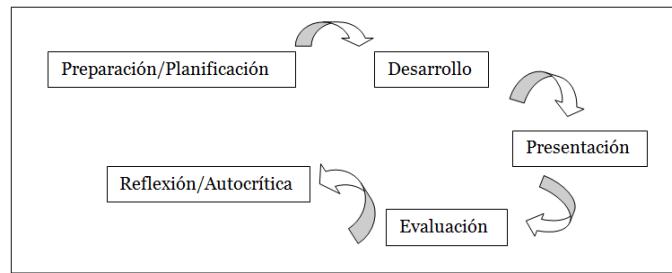 Preparación/Planificación
Desarrollo
Presentación
Evaluación
Reflexión/Autocrítica